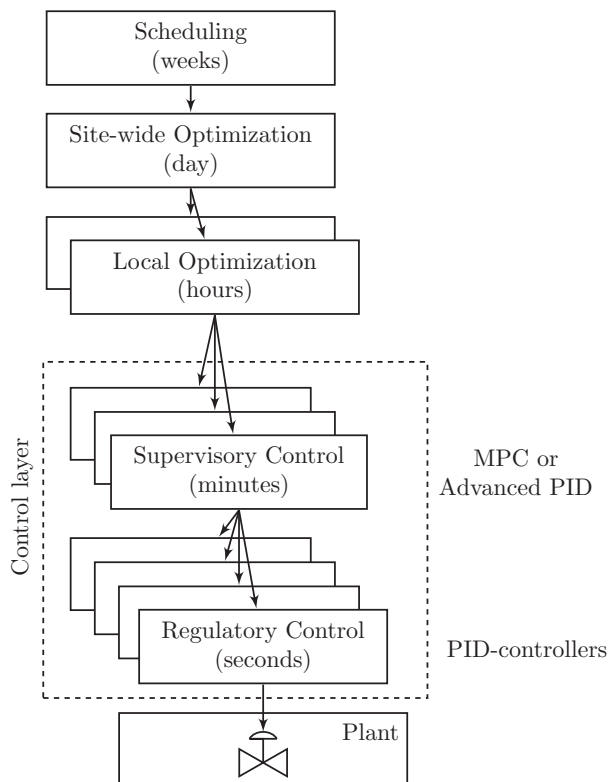 Scheduling
(weeks)
Site-wide Optimization
(day)
Local Optimization
(hours)
Control layer
Supervisory Control
(minutes)
MPC or
Advanced PID
Regulatory Control
(seconds)
PID-controllers
Plant